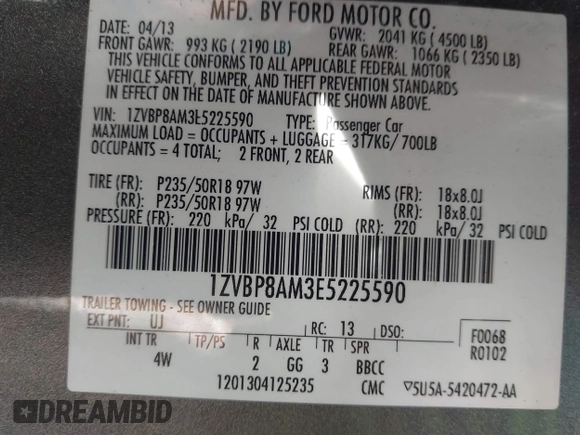 MFD. BY FORD MOTOR CO.
DATE: 04/13 GVWR: 2041 KG (4500 LB)
FRONT GAWR: 993 KG (2190 LB) REAR GAWR: 1066 KG (2350 LB)
THIS VEHICLE CONFORMS TO ALL APPLICABLE FEDERAL MOTOR
VEHICLE SAFETY, BUMPER, AND THEFT PREVENTION STANDARDS
IN EFFECT ON THE DATE OF MANUFACTURE SHOWN ABOVE.
VIN: 1ZVBP8AM3E5225590 TYPE: Passenger Car
MAXIMUM LOAD = OCCUPANTS + LUGGAGE = 317KG/ 700LB
OCCUPANTS = 4 TOTAL; 2 FRONT, 2 REAR
TIRE (FR): P235/50R18 97W RIMS (FR): 18x8.0J
(RR): P235/50R18 97W (RR): 18x8.0J
PRESSURE (FR): 220 kPa/ 32 PSI COLD (RR): 220 kPa/ 32 PSI COLD
1ZVBP8AM3E5225590
TRAILER TOWING - SEE OWNER GUIDE
EXT PNT: UJ RC: 13 DSO: F0068
INT TR TP/PS R AXLE TR SPR R0102
4W 2 GG 3 BBCC
1201304125235 CMC ▽5U5A-5420472-AA
DREAMBID